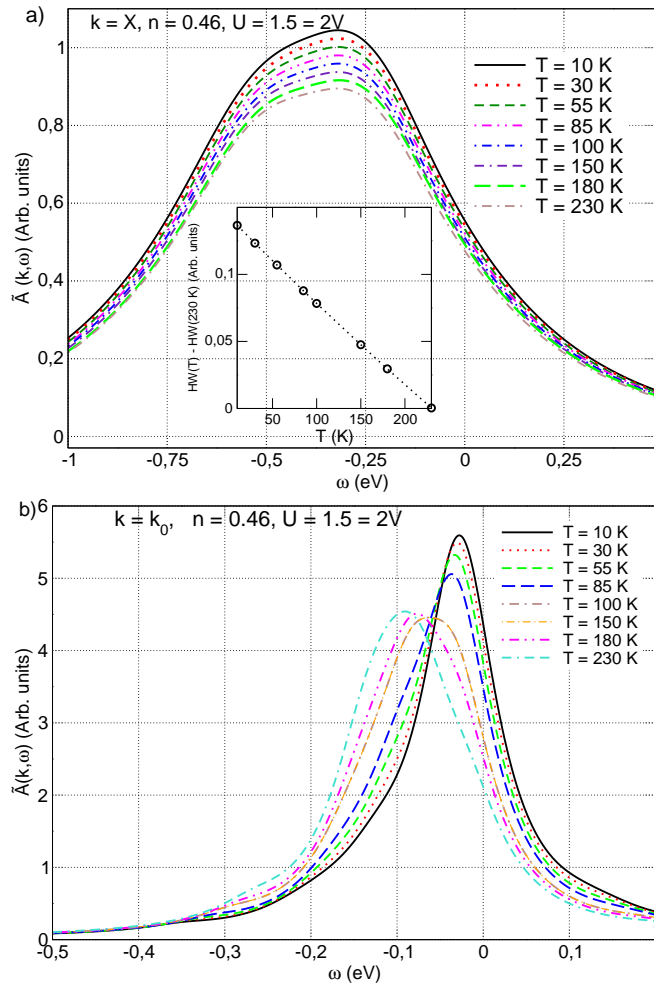 a)
k = X, n = 0.46, U = 1.5 = 2V
1
0,8
0,6
0,4
0,2
0
Ã (k,ω) (Arb. units)
-1
-0,75
-0,5
-0,25
0
0,25
ω (eV)
T = 10 K
T = 30 K
T = 55 K
T = 85 K
T = 100 K
T = 150 K
T = 180 K
T = 230 K
HW(T) - HW(230 K) (Arb. units)
0,1
0,05
0
50
100
150
200
T (K)
b)
k = k0, n = 0.46, U = 1.5 = 2V
6
5
4
3
2
1
0
Ã(k,ω) (Arb. units)
-0,5
-0,4
-0,3
-0,2
-0,1
0
0,1
ω (eV)
T = 10 K
T = 30 K
T = 55 K
T = 85 K
T = 100 K
T = 150 K
T = 180 K
T = 230 K